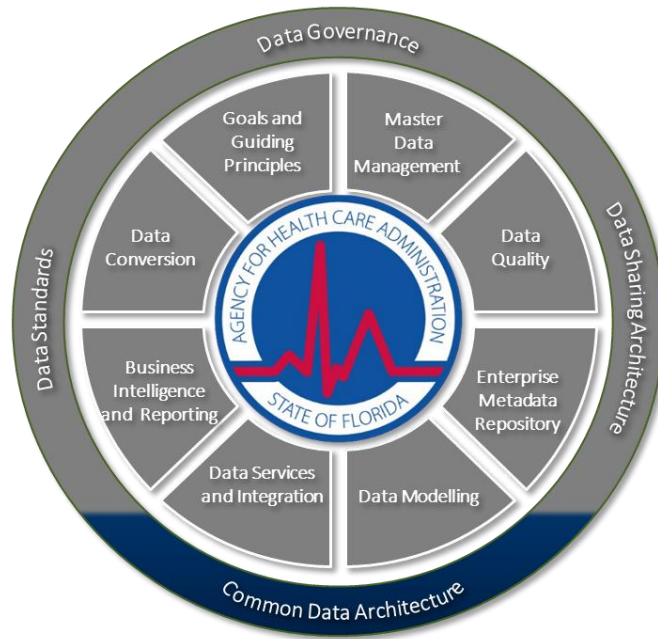 Data Governance
Goals and
Guiding
Principles
Master
Data
Management
Data
Conversion
Data
Quality
AGENCY FOR HEALTH CARE ADMINISTRATION
STATE OF FLORIDA
Data Standards
Data Sharing Architecture
Business
Intelligence
and Reporting
Enterprise
Metadata
Repository
Data Services
and Integration
Data Modelling
Common Data Architecture